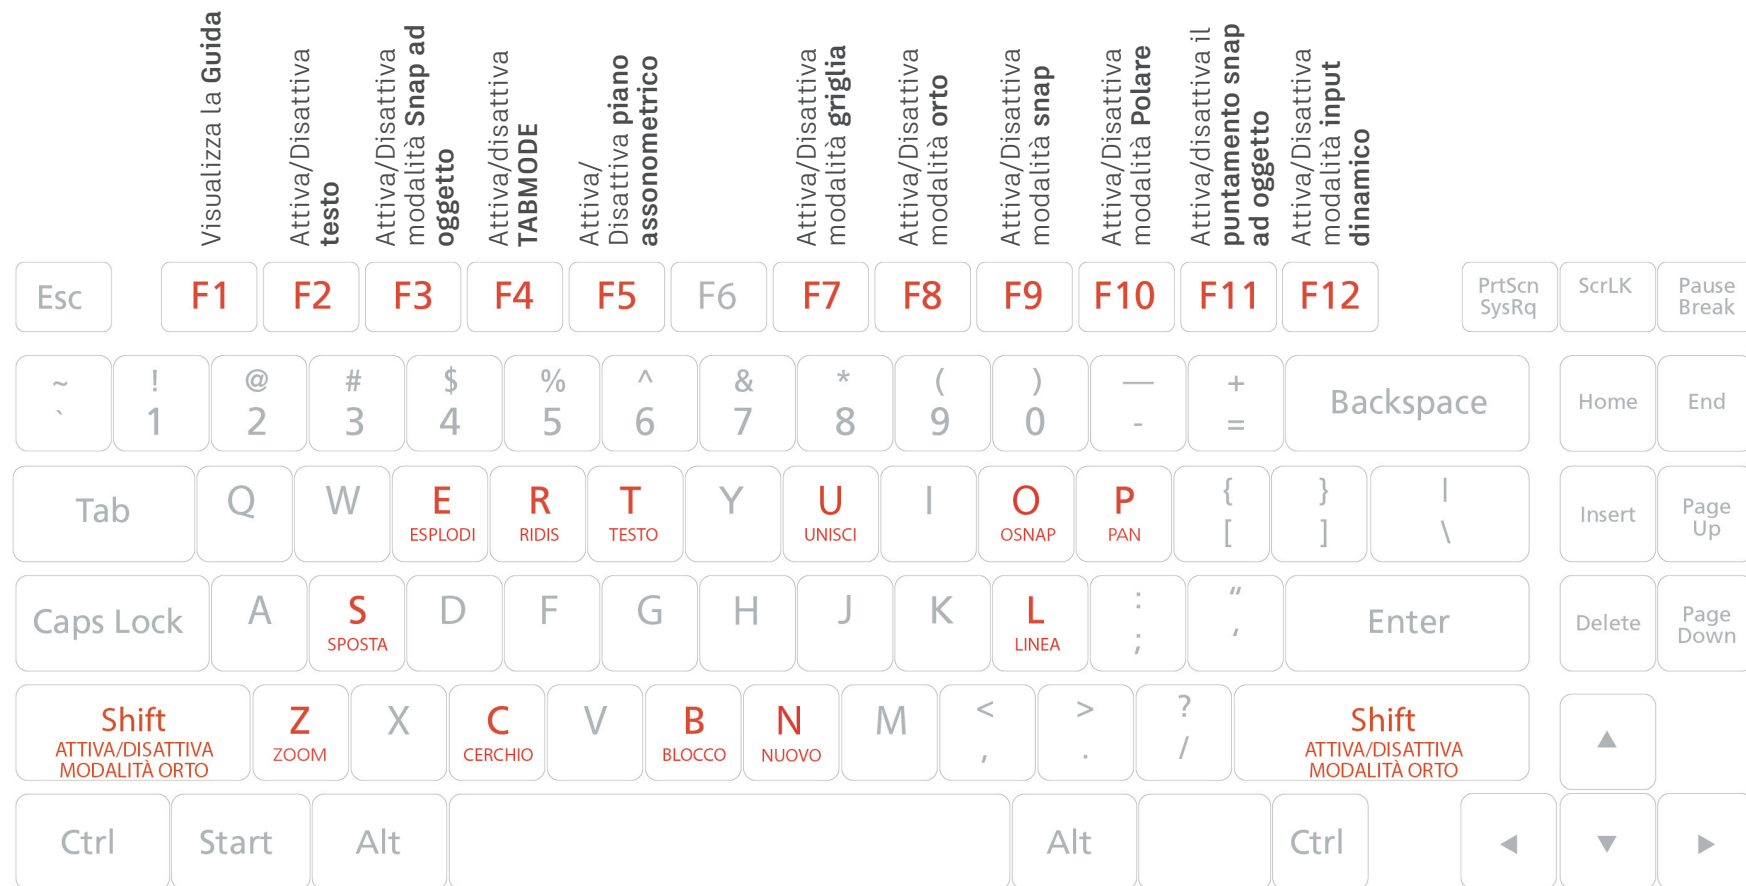 Visualizza la Guida
Attiva/Disattiva
testo
Attiva/Disattiva
modalità Snap ad
oggetto
Attiva/disattiva
TABMODE
Attiva/
Disattiva piano
assonometrico
Attiva/Disattiva
modalità griglia
Attiva/Disattiva
modalità orto
Attiva/Disattiva
modalità snap
Attiva/Disattiva
modalità Polare
Attiva/disattiva il
puntamento snap
ad oggetto
Attiva/Disattiva
modalità input
dinamico
Esc F1 F2 F3 F4 F5 F6 F7 F8 F9 F10 F11 F12 PrtScn ScrLK Pause
SysRq Break
~ ! @ # $ % ^ & * ( ) — +
` 1 2 3 4 5 6 7 8 9 0 - = Backspace Home End
Tab Q W E R T Y U I O P { } |
ESPLODI RIDIS TESTO UNISCI OSNAP PAN [ ] \ Insert Page
Up
Caps Lock A S D F G H J K L : “ Enter Delete Page
SPOSTA LINEA ; ‘ Down
Shift Z X C V B N M < > ? Shift ▲
ATTIVA/DISATTIVA ZOOM CERCHIO BLOCCO NUOVO , . / ATTIVA/DISATTIVA
MODALITÀ ORTO MODALITÀ ORTO
Ctrl Start Alt Alt Ctrl ◀ ▼ ▶